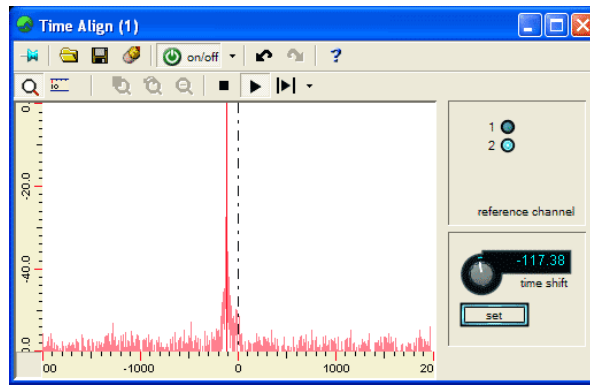 Time Align (1)
on/off
io
0
-20.0
-40.0
0.0
00 -1000 0 1000 20
1
2
reference channel
-117.38
time shift
set